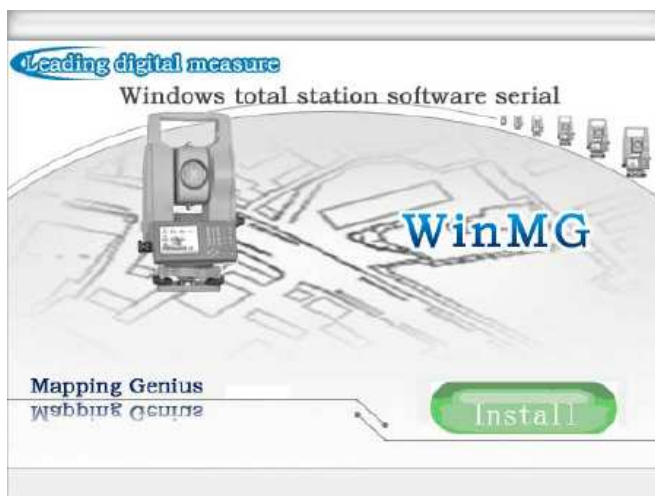 Leading digital measure
Windows total station software serial
WinMG
Mapping Genius
Mapping Genius
Install